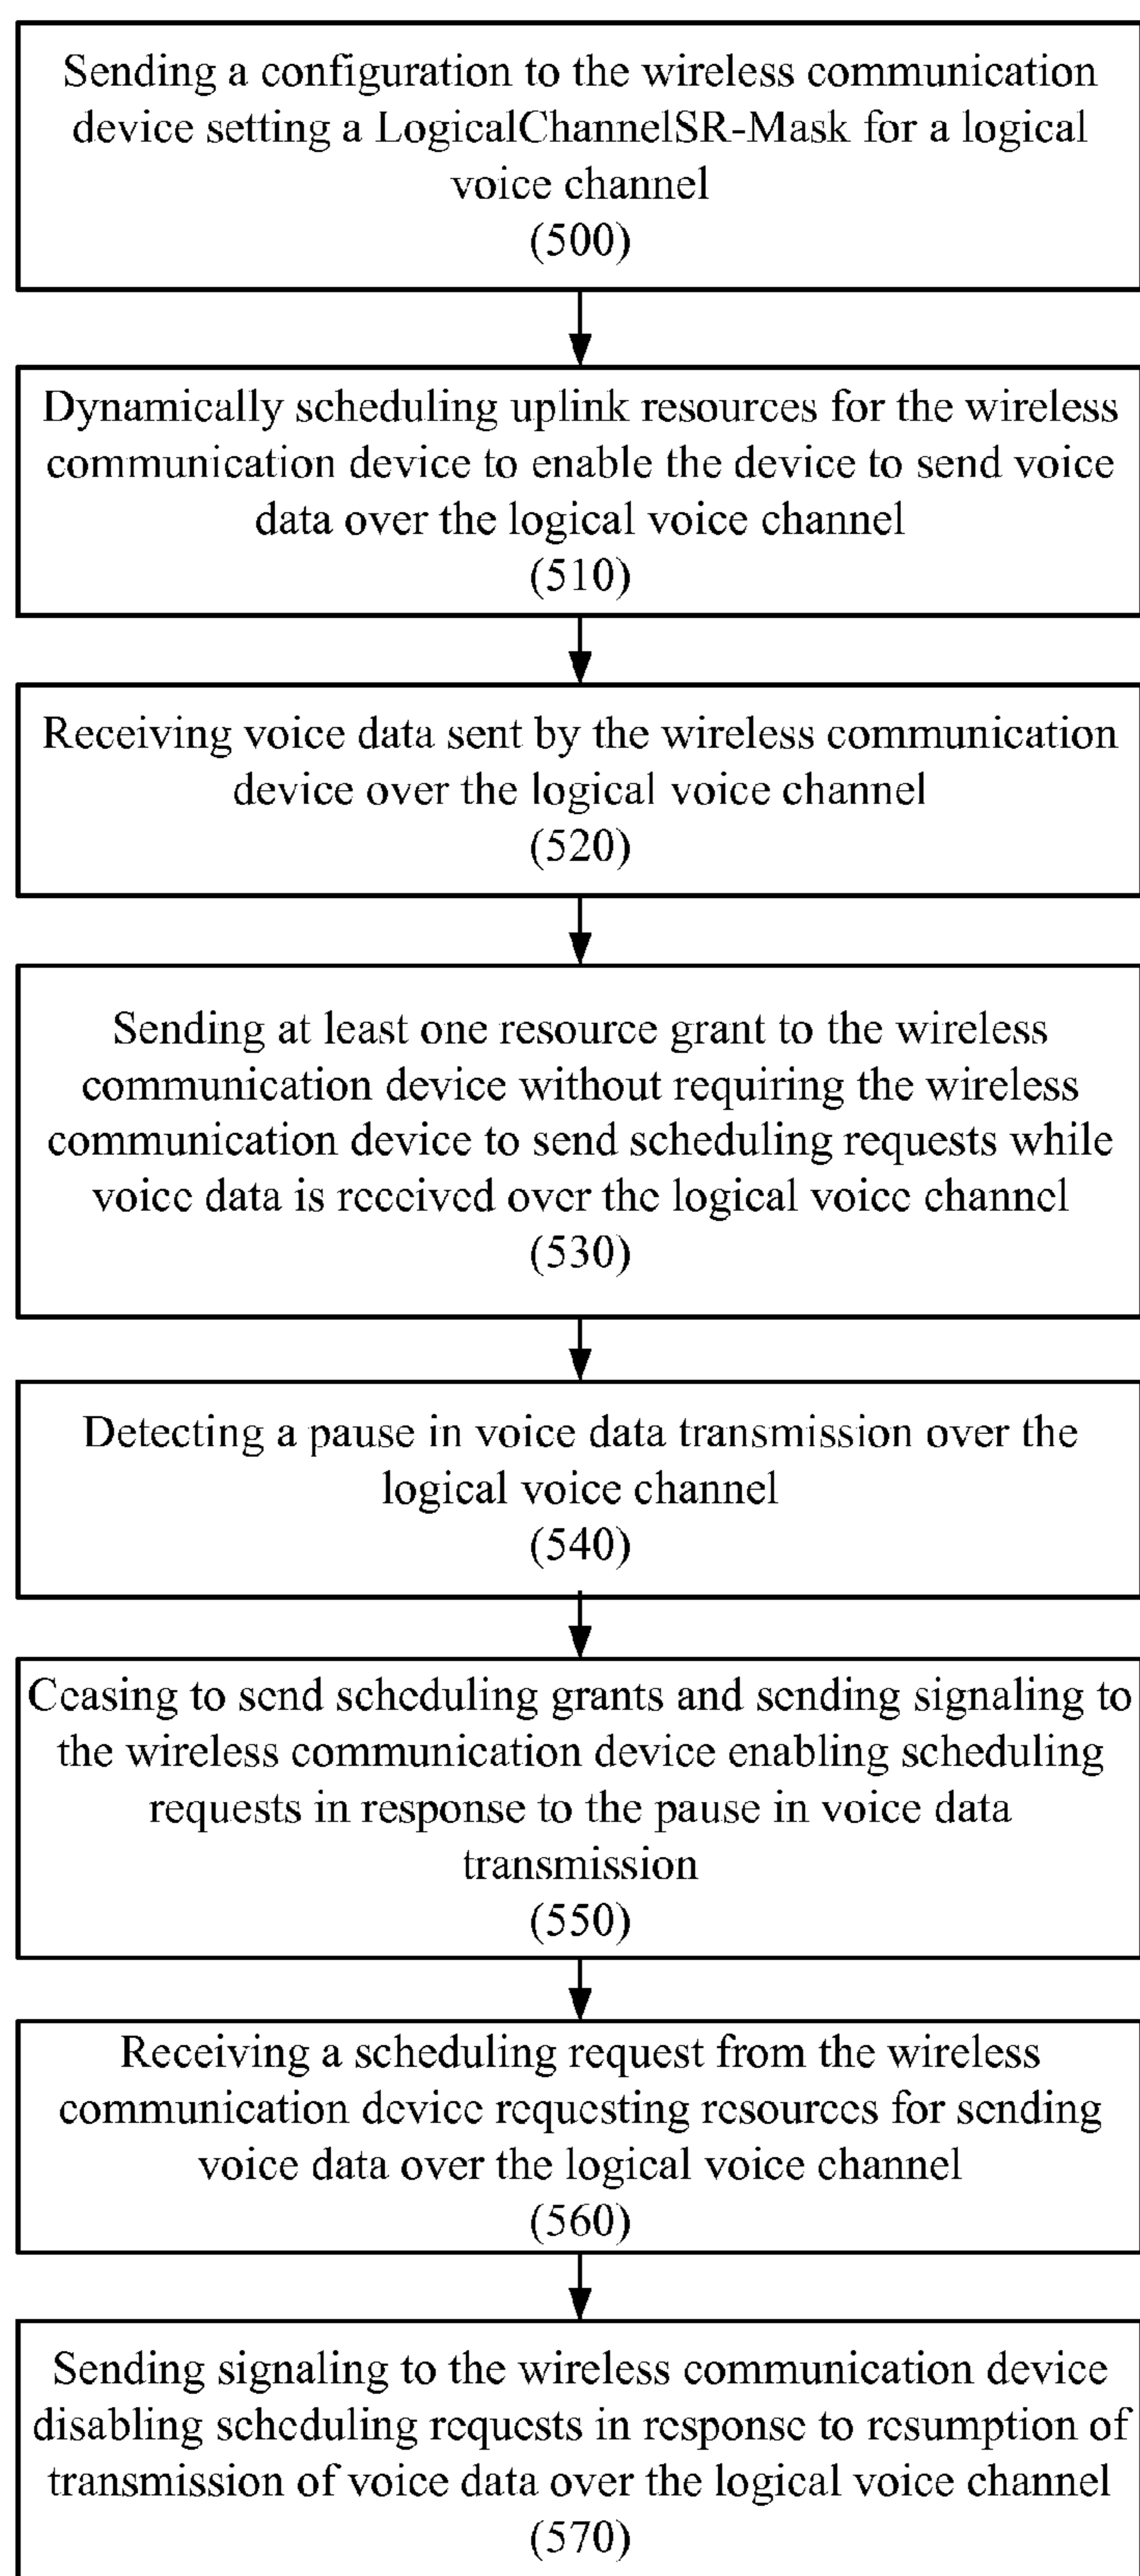 Sending a configuration to the wireless communication
device setting a LogicalChannelSR-Mask for a logical
voice channel
(500)
Dynamically scheduling uplink resources for the wireless
communication device to enable the device to send voice
data over the logical voice channel
(510)
Receiving voice data sent by the wireless communication
device over the logical voice channel
(520)
Sending at least one resource grant to the wireless
communication device without requiring the wireless
communication device to send scheduling requests while
voice data is received over the logical voice channel
(530)
Detecting a pause in voice data transmission over the
logical voice channel
(540)
Ceasing to send scheduling grants and sending signaling to
the wireless communication device enabling scheduling
requests in response to the pause in voice data
transmission
(550)
Receiving a scheduling request from the wireless
communication device requesting resources for sending
voice data over the logical voice channel
(560)
Sending signaling to the wireless communication device
disabling scheduling requests in response to resumption of
transmission of voice data over the logical voice channel
(570)